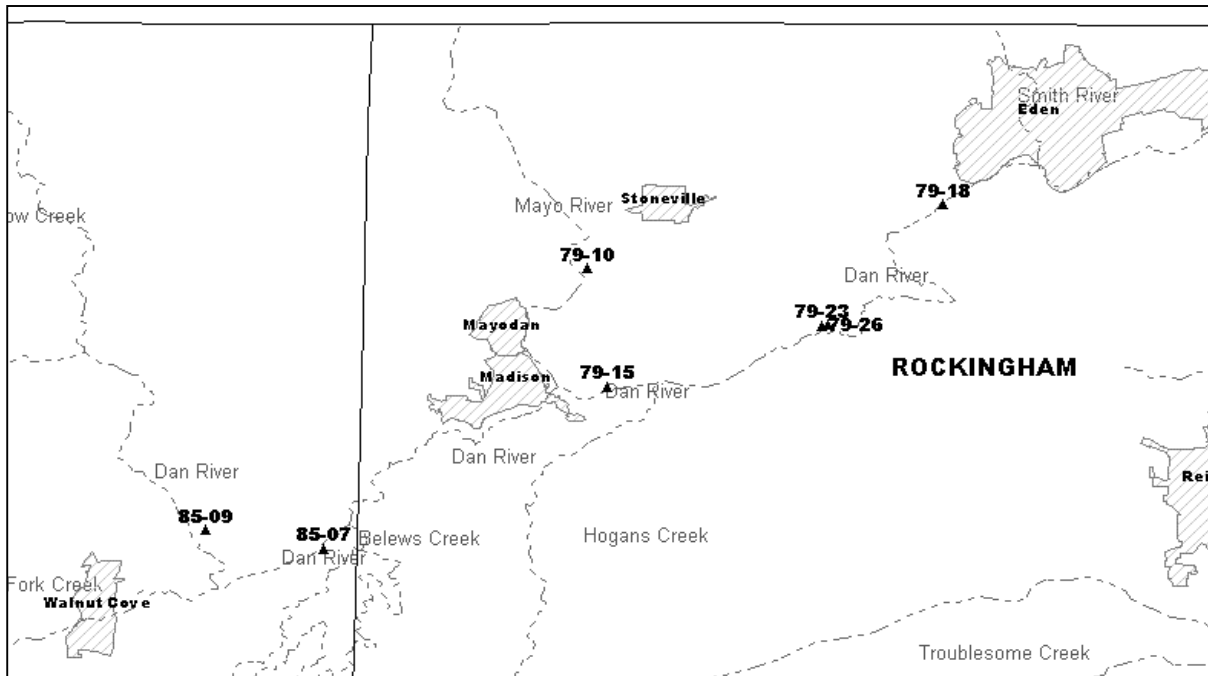 Smith River
Eden
79-18
Stoneville
Mayo River
ow Creek
79-10
Dan River
79-23
79-26
Mayodan
ROCKINGHAM
79-15
Madison
Dan River
Dan River
Dan River
Rei
85-09
85-07
Belews Creek
Hogans Creek
Dan River
Fork Creek
Walnut Cove
Troublesome Creek